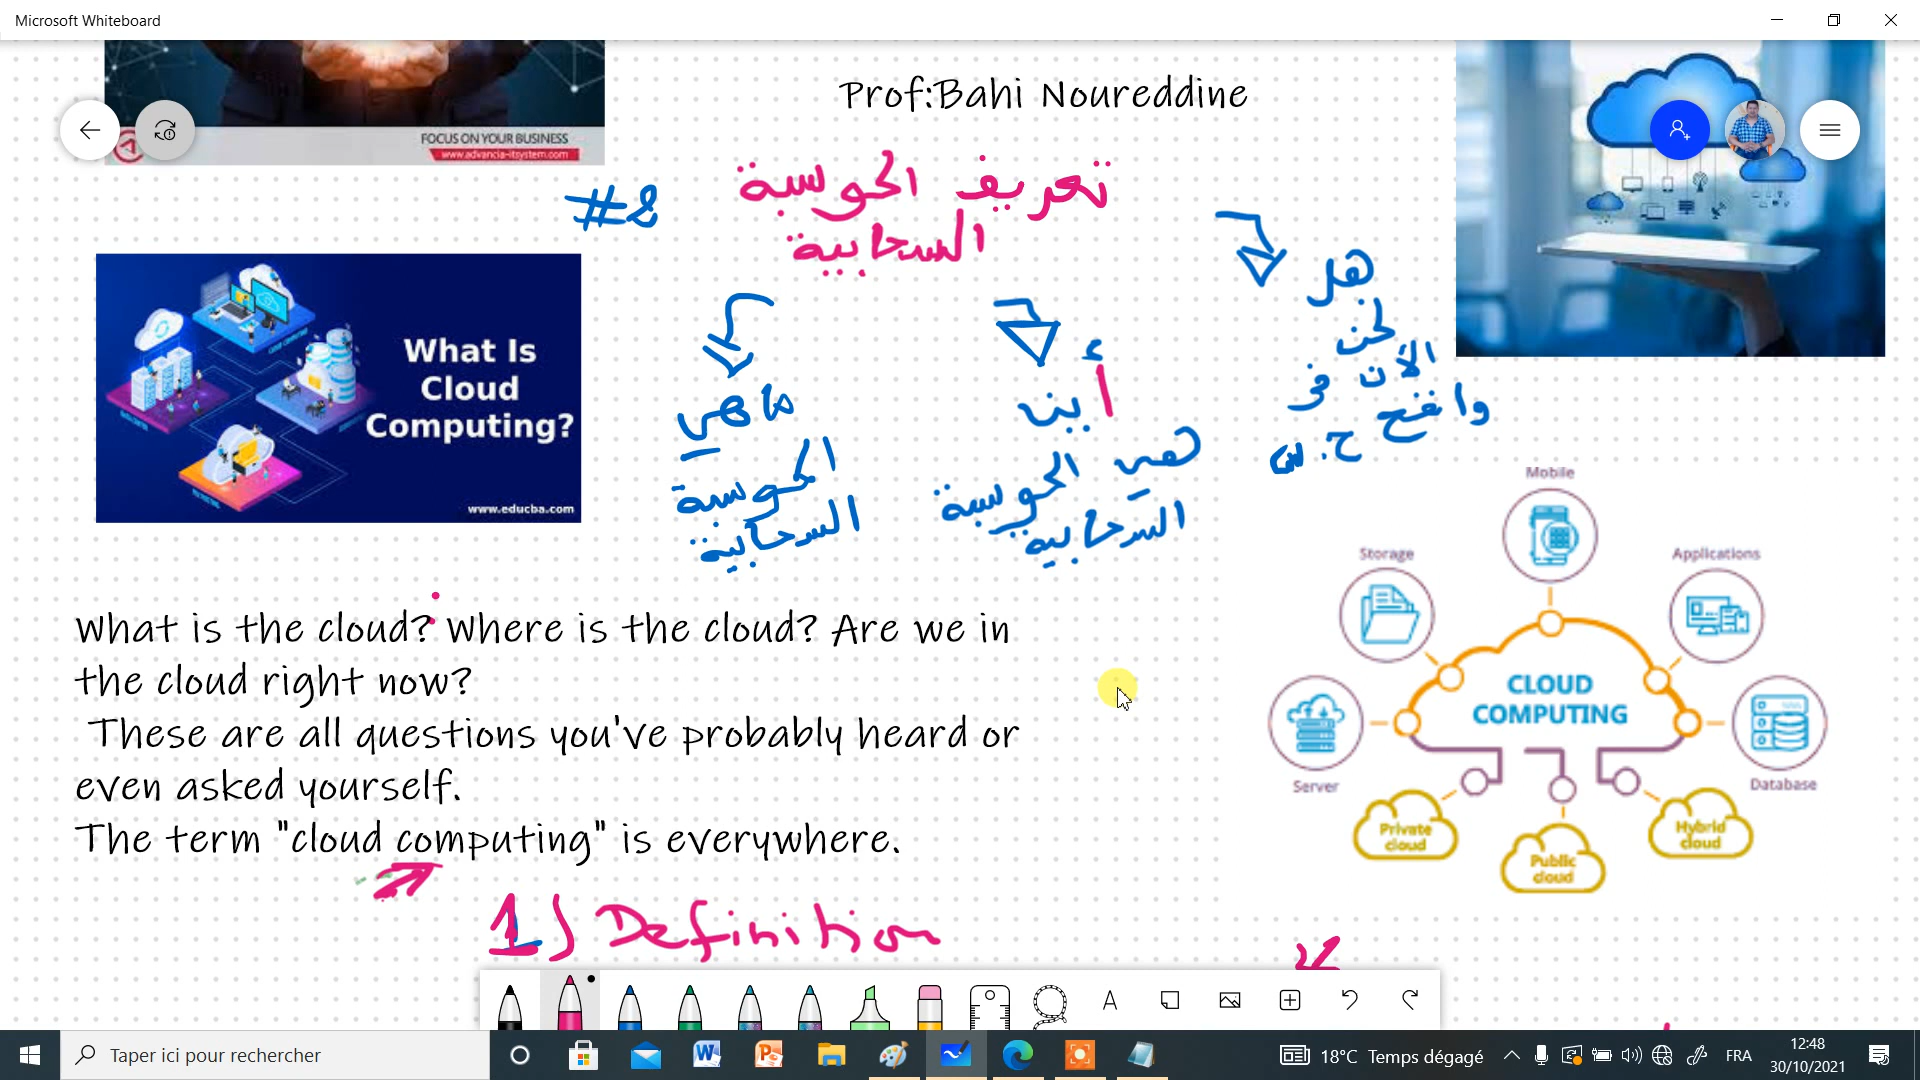 Microsoft Whiteboard
FOCUS ON YOUR BUSINESS
www.advancia-itsystem.com
Prof:Bahi Noureddine
#2
تعريف الحوسبة
السحابية
What Is
Cloud
Computing?
www.educba.com
ماهي
الحوسبة
السحابية
أين
هي الحوسبة
السحابية
هل
نحن
الأن في
واقع
ح. س
What is the cloud? Where is the cloud? Are we in
the cloud right now?
These are all questions you've probably heard or
even asked yourself.
The term "cloud computing" is everywhere.
1) Definition
Mobile
Storage
Applications
CLOUD
COMPUTING
Server
Database
Private
cloud
Public
cloud
Hybrid
cloud
Taper ici pour rechercher
18°C Temps dégagé
FRA
12:48
30/10/2021